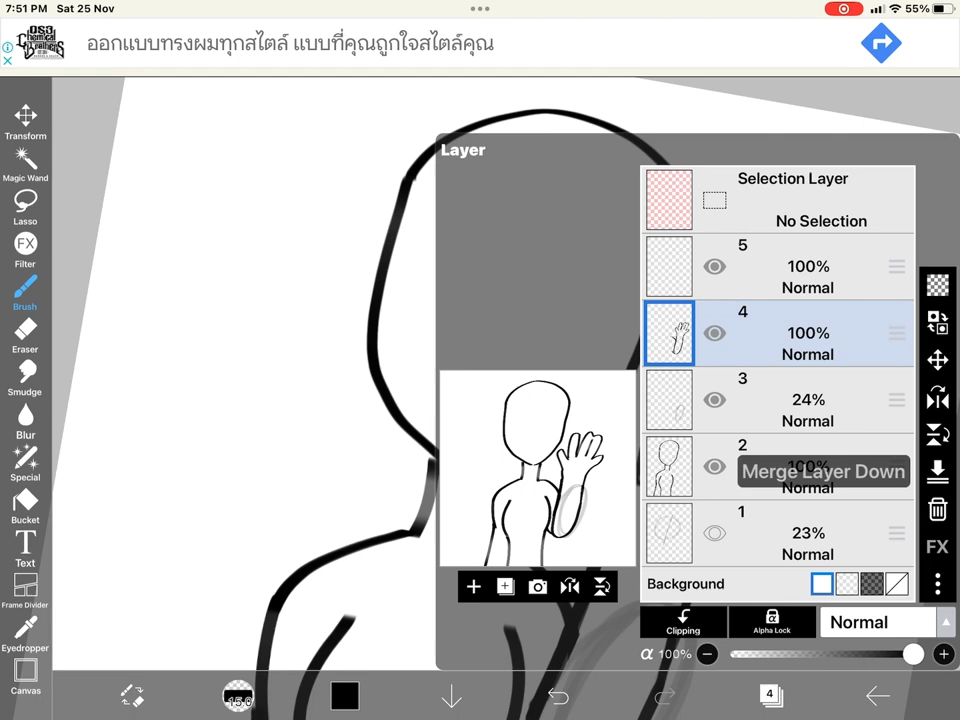 7:51 PM Sat 25 Nov
55%
OSA
Chemical
Brothers
ออกแบบทรงผมทุกสไตล์ แบบที่คุณถูกใจสไตล์คุณ
Transform
Magic Wand
Lasso
FX
Filter
Brush
Eraser
Smudge
Blur
Special
Bucket
T
Text
Frame Divider
Eyedropper
Canvas
Layer
Selection Layer
No Selection
5
100%
Normal
4
100%
Normal
3
24%
Normal
2
100%
Merge Layer Down
Normal
1
23%
Normal
Background
FX
Clipping
Alpha Lock
Normal
α 100%
15.0
4